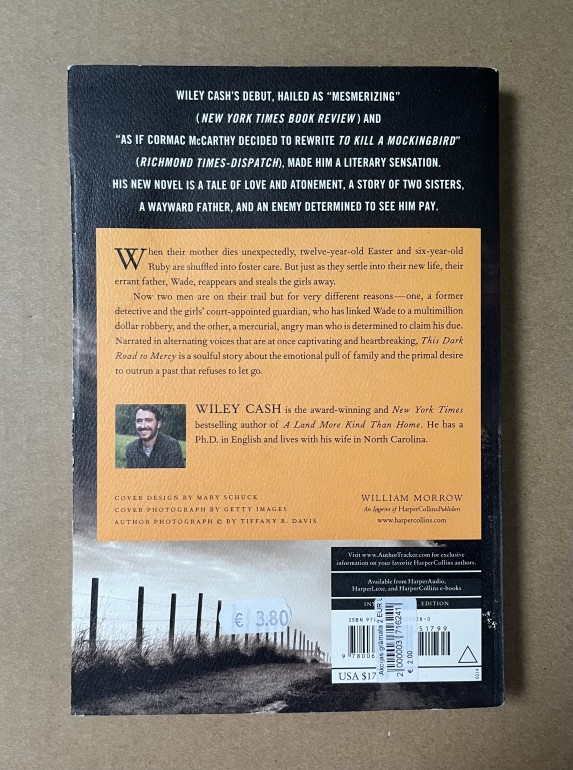 WILEY CASH'S DEBUT, HAILED AS "MESMERIZING"
(NEW YORK TIMES BOOK REVIEW) AND
"AS IF CORMAC McCARTHY DECIDED TO REWRITE TO KILL A MOCKINGBIRD"
(RICHMOND TIMES-DISPATCH), MADE HIM A LITERARY SENSATION.
HIS NEW NOVEL IS A TALE OF LOVE AND ATONEMENT, A STORY OF TWO SISTERS,
A WAYWARD FATHER, AND AN ENEMY DETERMINED TO SEE HIM PAY.
When their mother dies unexpectedly, twelve-year-old Easter and six-year-old
Ruby are shuffled into foster care. But just as they settle into their new life, their
errant father, Wade, reappears and steals the girls away.
Now two men are on their trail but for very different reasons—one, a former
detective and the girls' court-appointed guardian, who has linked Wade to a multimillion
dollar robbery, and the other, a mercurial, angry man who is determined to claim his due.
Narrated in alternating voices that are at once captivating and heartbreaking, This Dark
Road to Mercy is a soulful story about the emotional pull of family and the primal desire
to outrun a past that refuses to let go.
WILEY CASH is the award-winning and New York Times
bestselling author of A Land More Kind Than Home. He has a
Ph.D. in English and lives with his wife in North Carolina.
COVER DESIGN BY MARY SCHUCK
COVER PHOTOGRAPH BY GETTY IMAGES
AUTHOR PHOTOGRAPH © BY TIFFANY B. DAVIS
WILLIAM MORROW
An Imprint of HarperCollinsPublishers
www.harpercollins.com
Visit www.AuthorTracker.com for exclusive
information on your favorite HarperCollins authors.
Available from HarperAudio,
HarperLuxe, and HarperCollins e-books
EDITION
€ 3.80
ISBN 97
51799
9 78006
USA $17
Akcijas grāmata 2 EUR
2 000003 716241
€ 2.00